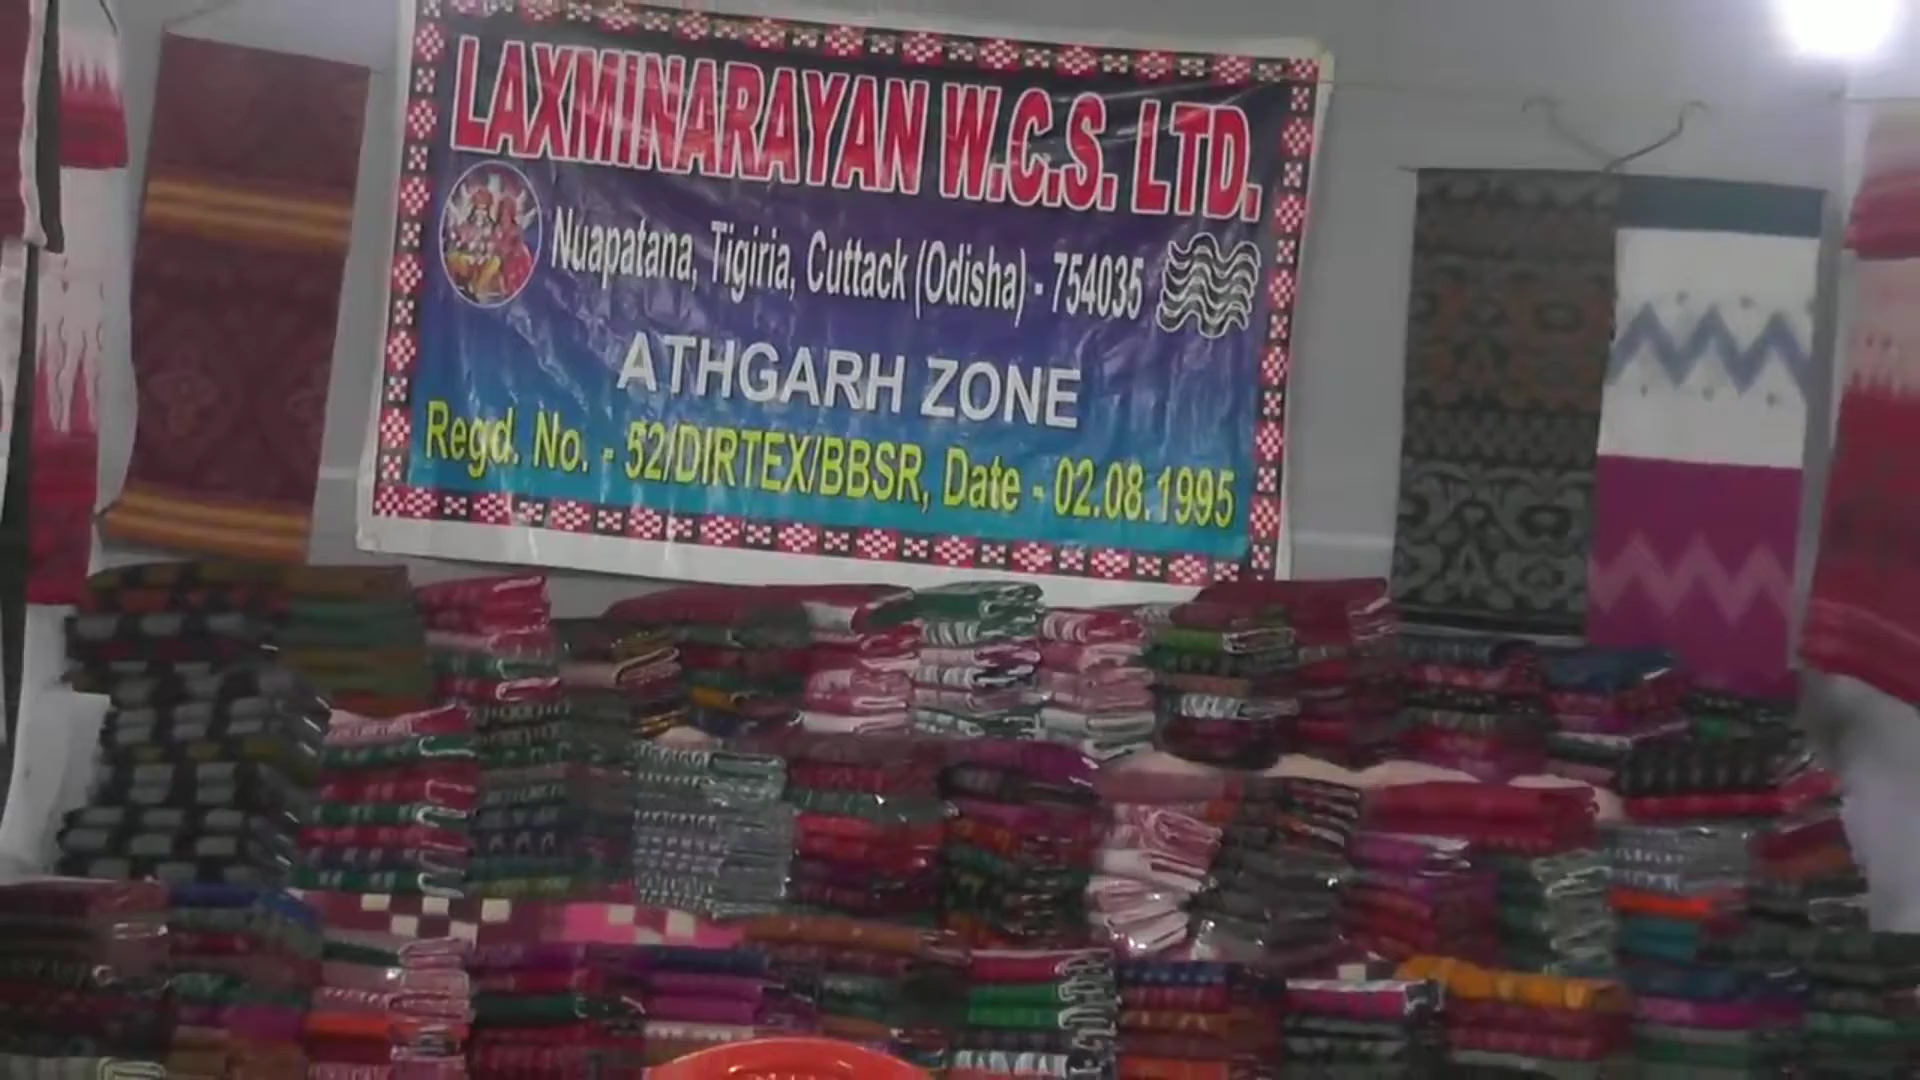 LAXMINARAYAN W.C.S. LTD.
Nuapatana, Tigiria, Cuttack (Odisha) - 754035
ATHGARH ZONE
Regd. No. - 52/DIRTEX/BBSR, Date - 02.08.1995